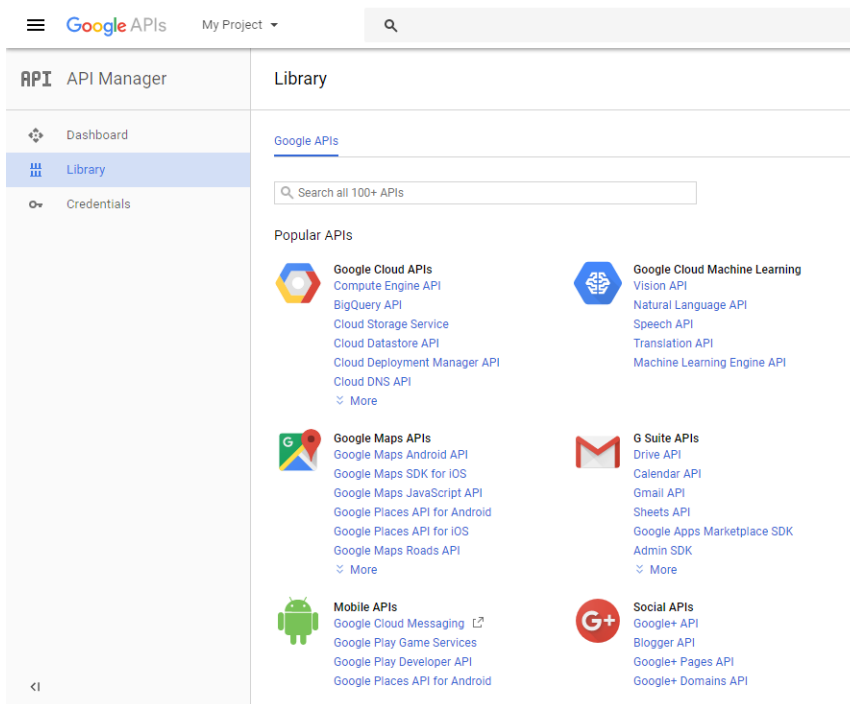 Google APIs
My Project
API API Manager
Library
Dashboard
Library
Credentials
Google APIs
Search all 100+ APIs
Popular APIs
Google Cloud APIs
Compute Engine API
BigQuery API
Cloud Storage Service
Cloud Datastore API
Cloud Deployment Manager API
Cloud DNS API
More
Google Cloud Machine Learning
Vision API
Natural Language API
Speech API
Translation API
Machine Learning Engine API
G
Google Maps APIs
Google Maps Android API
Google Maps SDK for iOS
Google Maps JavaScript API
Google Places API for Android
Google Places API for iOS
Google Maps Roads API
More
G Suite APIs
Drive API
Calendar API
Gmail API
Sheets API
Google Apps Marketplace SDK
Admin SDK
More
Mobile APIs
Google Cloud Messaging
Google Play Game Services
Google Play Developer API
Google Places API for Android
G+
Social APIs
Google+ API
Blogger API
Google+ Pages API
Google+ Domains API